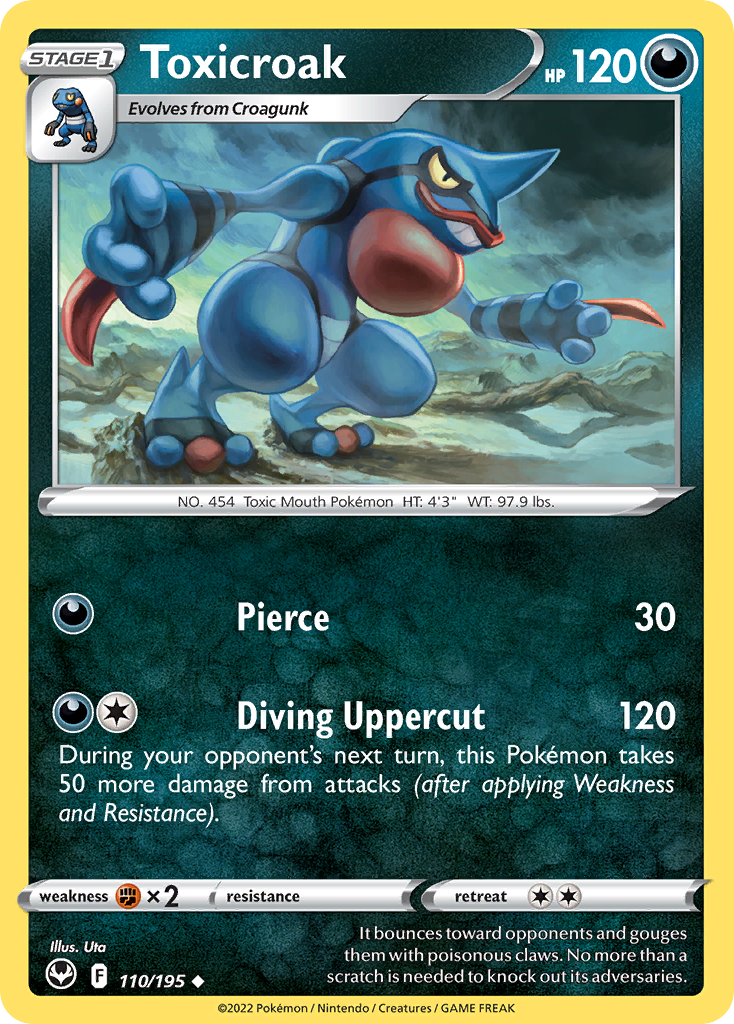 STAGE1
Toxicroak
HP 120
Evolves from Croagunk
NO. 454 Toxic Mouth Pokémon HT: 4'3" WT: 97.9 lbs.
Pierce 30
Diving Uppercut 120
During your opponent's next turn, this Pokémon takes
50 more damage from attacks (after applying Weakness
and Resistance).
weakness ×2 resistance retreat
Illus. Uta
F 110/195
It bounces toward opponents and gouges
them with poisonous claws. No more than a
scratch is needed to knock out its adversaries.
©2022 Pokémon / Nintendo / Creatures / GAME FREAK